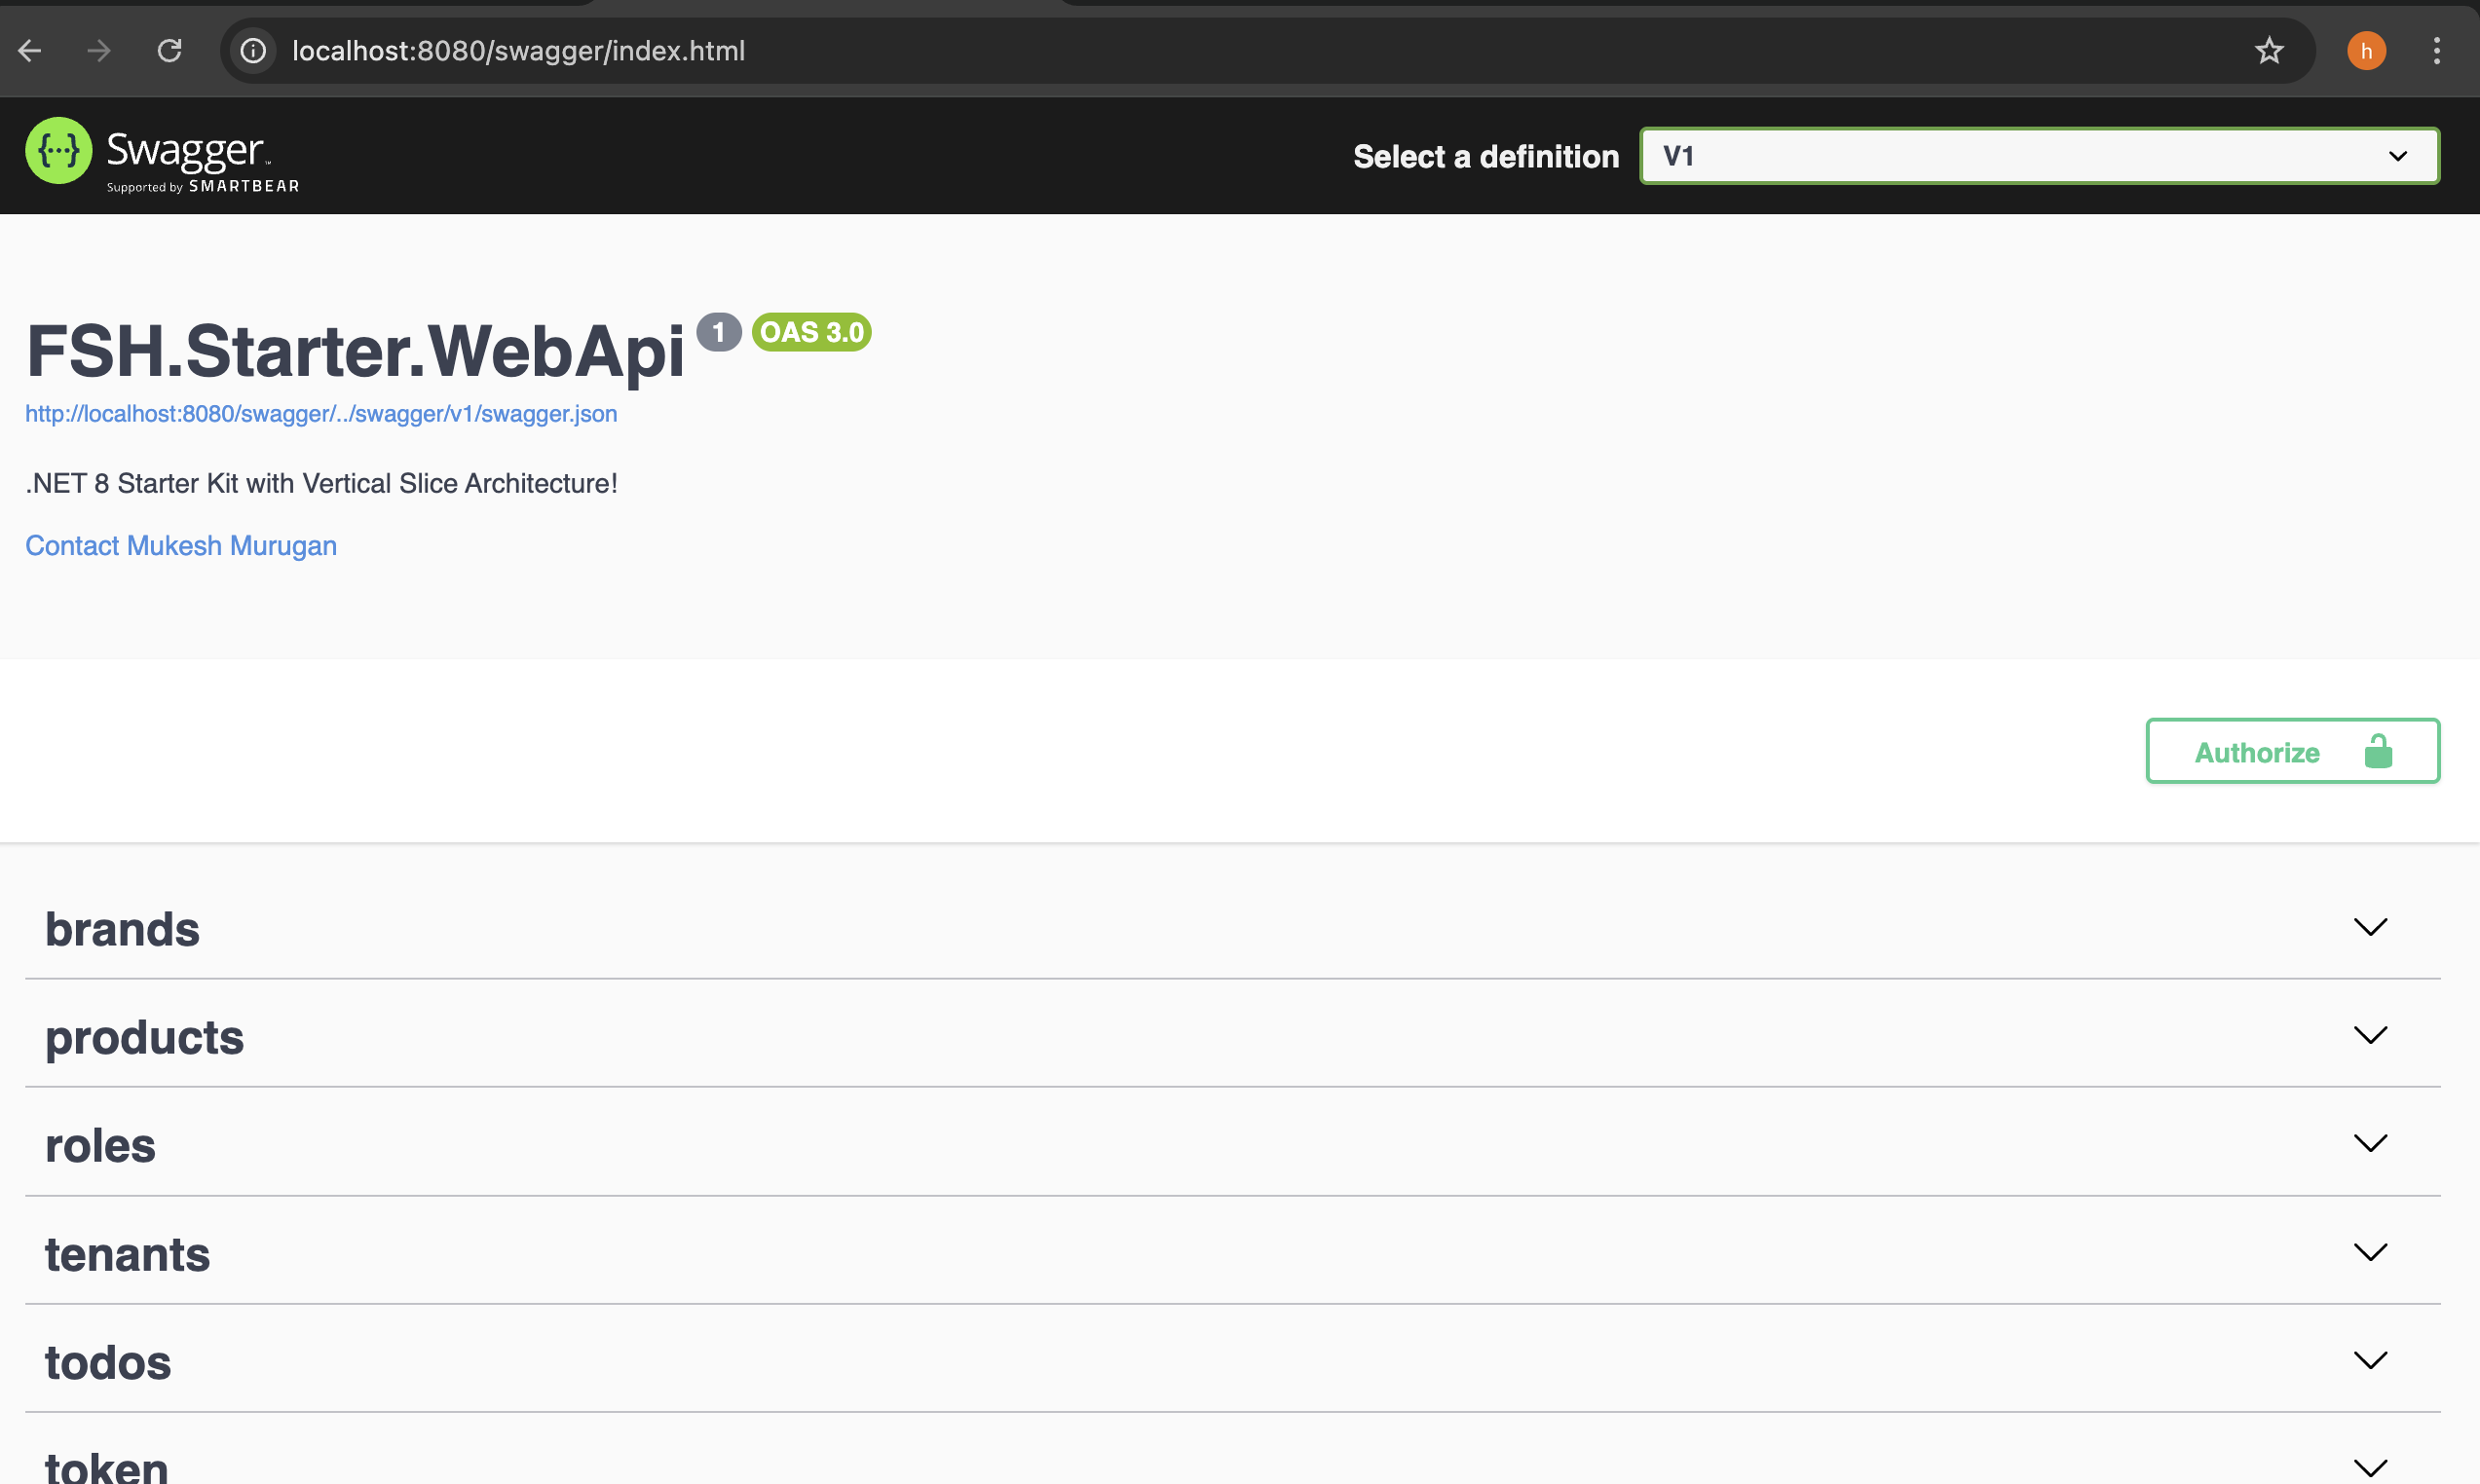 localhost:8080/swagger/index.html
h
{...} Swagger™
Supported by SMARTBEAR
Select a definition
V1
FSH.Starter.WebApi 1 OAS 3.0
http://localhost:8080/swagger/../swagger/v1/swagger.json
.NET 8 Starter Kit with Vertical Slice Architecture!
Contact Mukesh Murugan
Authorize
brands
products
roles
tenants
todos
token